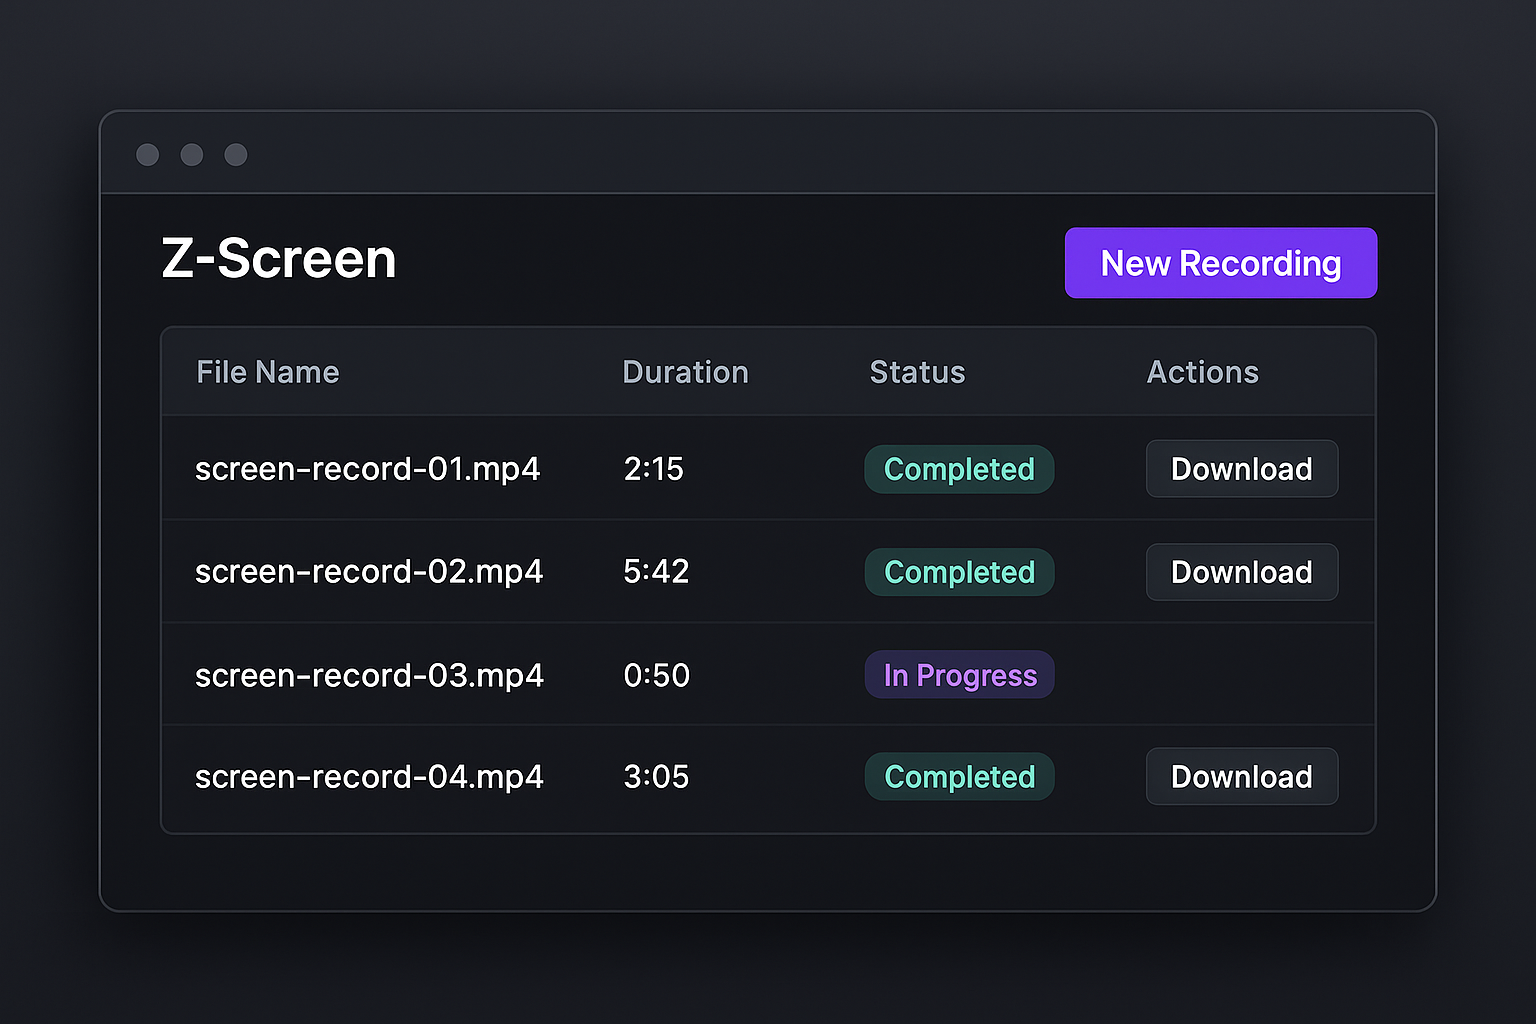 Z-Screen
New Recording
File Name Duration Status Actions
screen-record-01.mp4 2:15 Completed Download
screen-record-02.mp4 5:42 Completed Download
screen-record-03.mp4 0:50 In Progress
screen-record-04.mp4 3:05 Completed Download